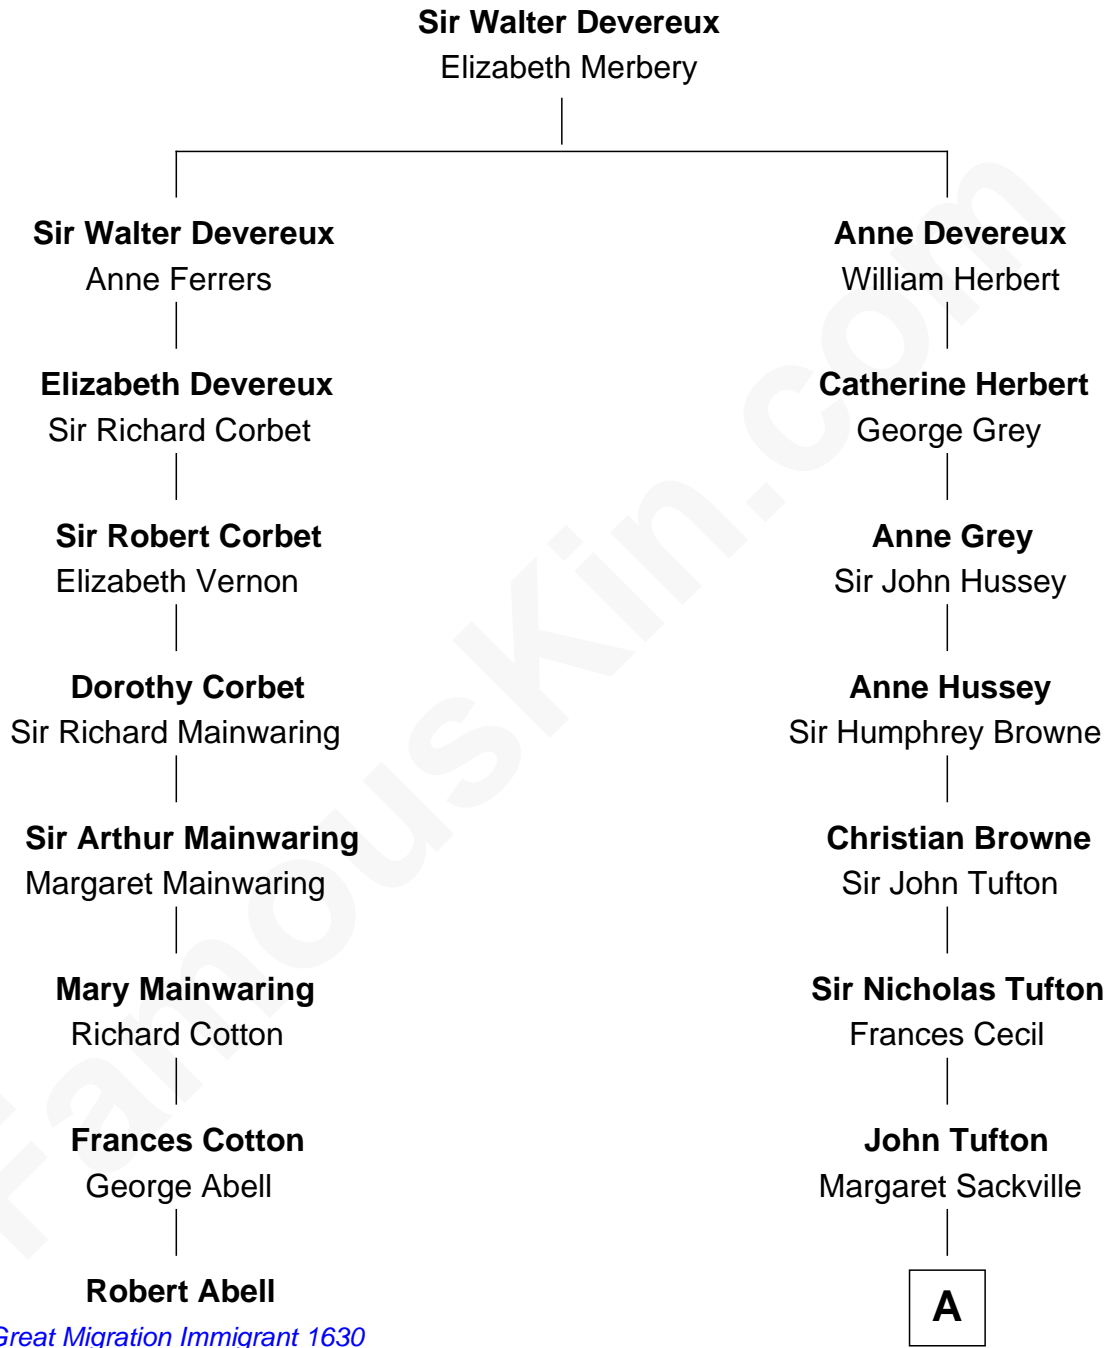 Sir Walter Devereux
Elizabeth Merbery
Sir Walter Devereux
Anne Ferrers
Elizabeth Devereux
Sir Richard Corbet
Sir Robert Corbet
Elizabeth Vernon
Dorothy Corbet
Sir Richard Mainwaring
Sir Arthur Mainwaring
Margaret Mainwaring
Mary Mainwaring
Richard Cotton
Frances Cotton
George Abell
Robert Abell
Great Migration Immigrant 1630
Anne Devereux
William Herbert
Catherine Herbert
George Grey
Anne Grey
Sir John Hussey
Anne Hussey
Sir Humphrey Browne
Christian Browne
Sir John Tufton
Sir Nicholas Tufton
Frances Cecil
John Tufton
Margaret Sackville
A
FamousKin.com